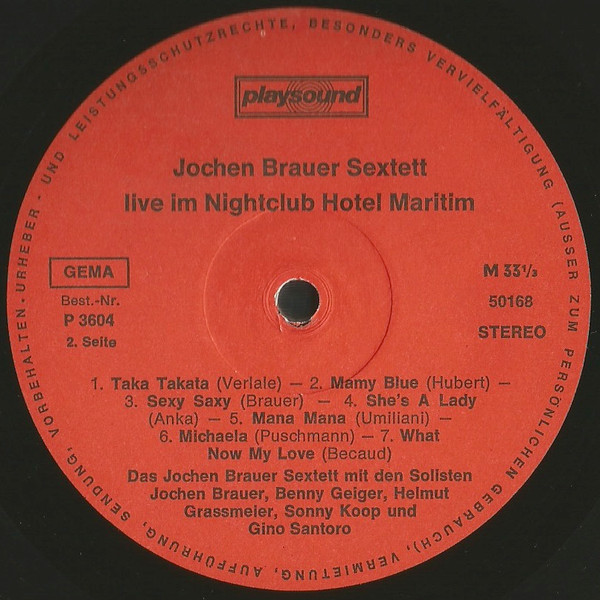 playsound
Jochen Brauer Sextett
live im Nightclub Hotel Maritim
GEMA
Best.-Nr.
P 3604
2. Seite
M 33⅓
50168
STEREO
1. Taka Takata (Verlale) — 2. Mamy Blue (Hubert) —
3. Sexy Saxy (Brauer) — 4. She's A Lady
(Anka) — 5. Mana Mana (Umiliani) —
6. Michaela (Puschmann) — 7. What
Now My Love (Becaud)
Das Jochen Brauer Sextett mit den Solisten
Jochen Brauer, Benny Geiger, Helmut
Grassmeier, Sonny Koop und
Gino Santoro
URHEBER- UND LEISTUNGSSCHUTZRECHTE, BESONDERS VERVIELFÄLTIGUNG (AUSSER ZUM PERSÖNLICHEN GEBRAUCH), VERMIETUNG, AUFFÜHRUNG, SENDUNG, VORBEHALTEN.